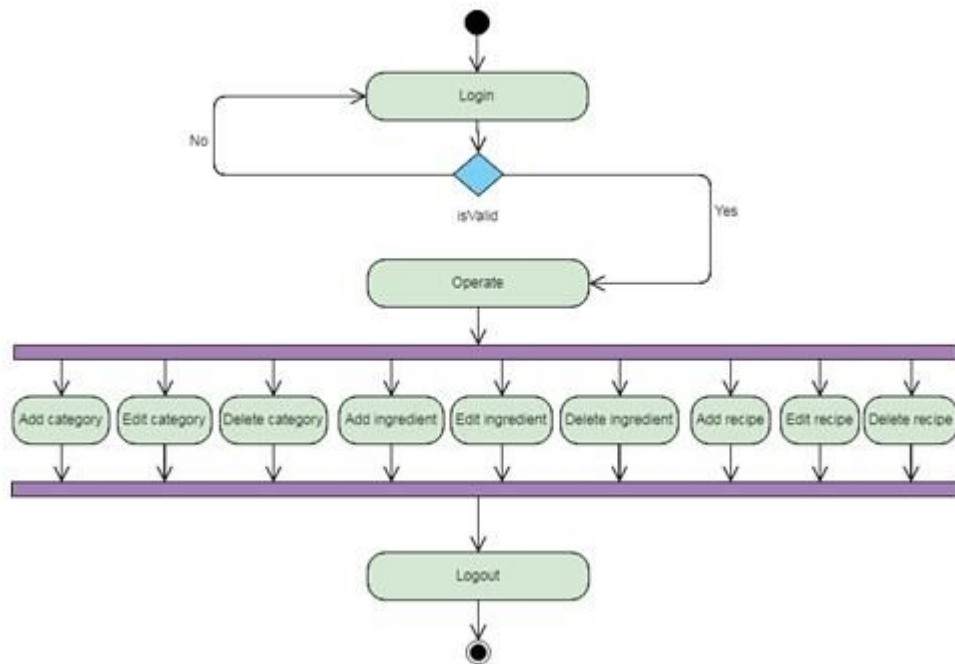 Login
No
isValid
Yes
Operate
Add category
Edit category
Delete category
Add ingredient
Edit ingredient
Delete ingredient
Add recipe
Edit recipe
Delete recipe
Logout